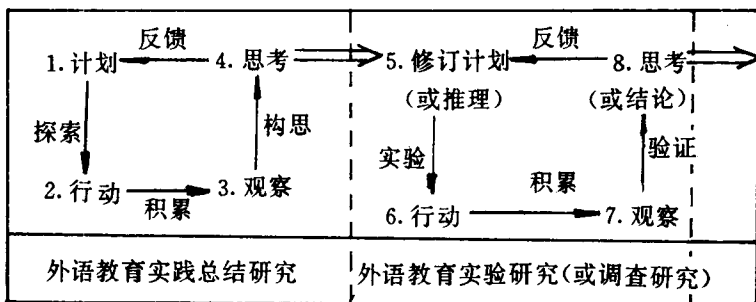 反馈 反馈
1.计划 4.思考 5.修订计划 8.思考
(或推理) (或结论)
探索 构思 实验 验证
2.行动 积累 3.观察 6.行动 积累 7.观察
外语教育实践总结研究 外语教育实验研究(或调查研究)